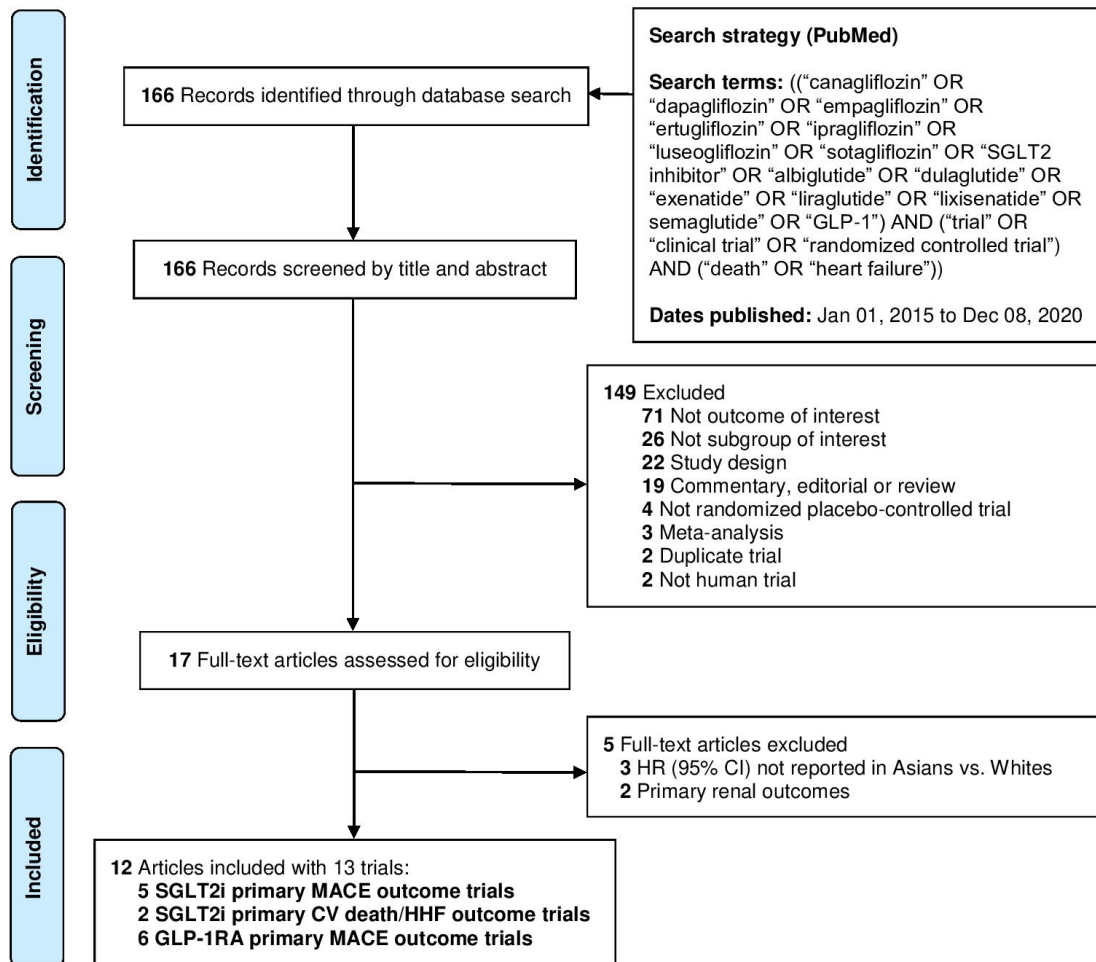 Identification
Search strategy (PubMed)
Search terms: ((“canagliflozin” OR
“dapagliflozin” OR “empagliflozin” OR
“ertugliflozin” OR “ipragliflozin” OR
“luseogliflozin” OR “sotagliflozin” OR “SGLT2
inhibitor” OR “albiglutide” OR “dulaglutide” OR
“exenatide” OR “liraglutide” OR “lixisenatide” OR
semaglutide” OR “GLP-1”) AND (“trial” OR
“clinical trial” OR “randomized controlled trial”)
AND (“death” OR “heart failure”))
Dates published: Jan 01, 2015 to Dec 08, 2020
166 Records identified through database search
Screening
166 Records screened by title and abstract
149 Excluded
71 Not outcome of interest
26 Not subgroup of interest
22 Study design
19 Commentary, editorial or review
4 Not randomized placebo-controlled trial
3 Meta-analysis
2 Duplicate trial
2 Not human trial
Eligibility
17 Full-text articles assessed for eligibility
5 Full-text articles excluded
3 HR (95% CI) not reported in Asians vs. Whites
2 Primary renal outcomes
Included
12 Articles included with 13 trials:
5 SGLT2i primary MACE outcome trials
2 SGLT2i primary CV death/HHF outcome trials
6 GLP-1RA primary MACE outcome trials